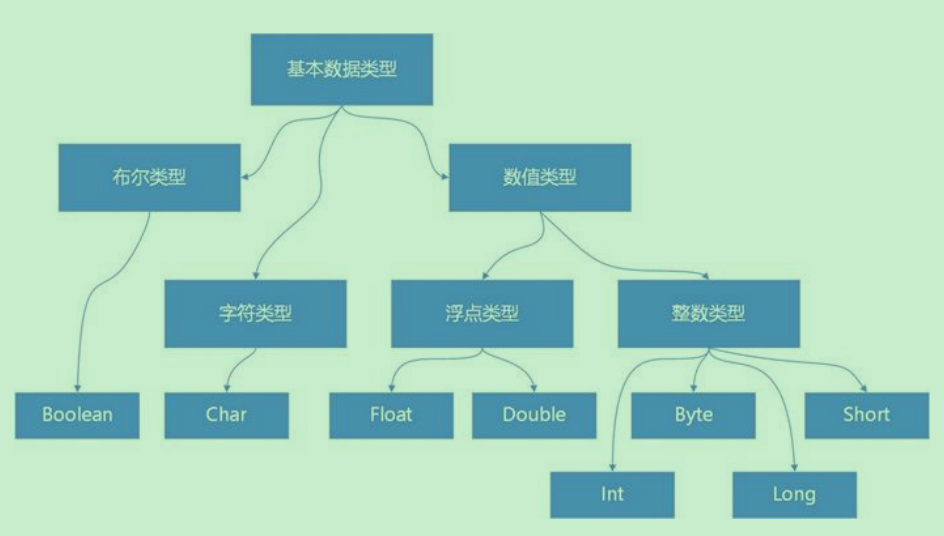 基本数据类型
布尔类型
数值类型
字符类型
浮点类型
整数类型
Boolean
Char
Float
Double
Byte
Short
Int
Long